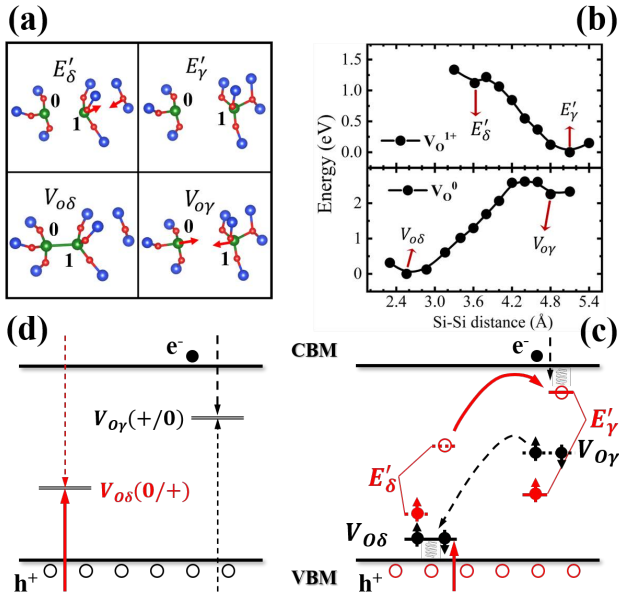 (a)
E′δ
E′γ
0
1
0
1
Voδ
Voγ
0
1
0
1
(b)
1.5
1.0
0.5
0.0
E′δ
E′γ
Vo1+
Energy (eV)
3
2
1
0
Vo0
Voδ
Voγ
2.4 3.0 3.6 4.2 4.8 5.4
Si-Si distance (Å)
(d)
e-
VOγ(+/0)
VOδ(0/+)
h+
CBM
VBM
(c)
e-
E′γ
VOγ
E′δ
VOδ
h+